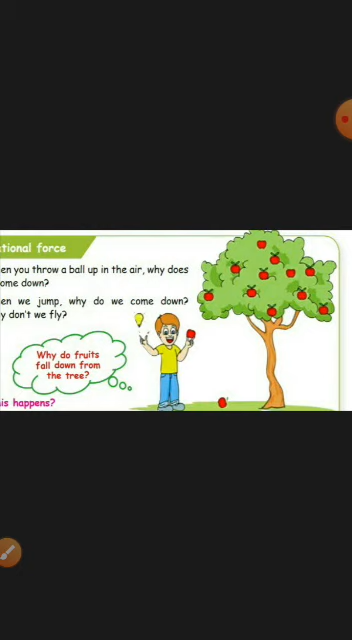 tional force
en you throw a ball up in the air, why does
ome down?
en we jump, why do we come down?
y don't we fly?
Why do fruits
fall down from
the tree?
is happens?